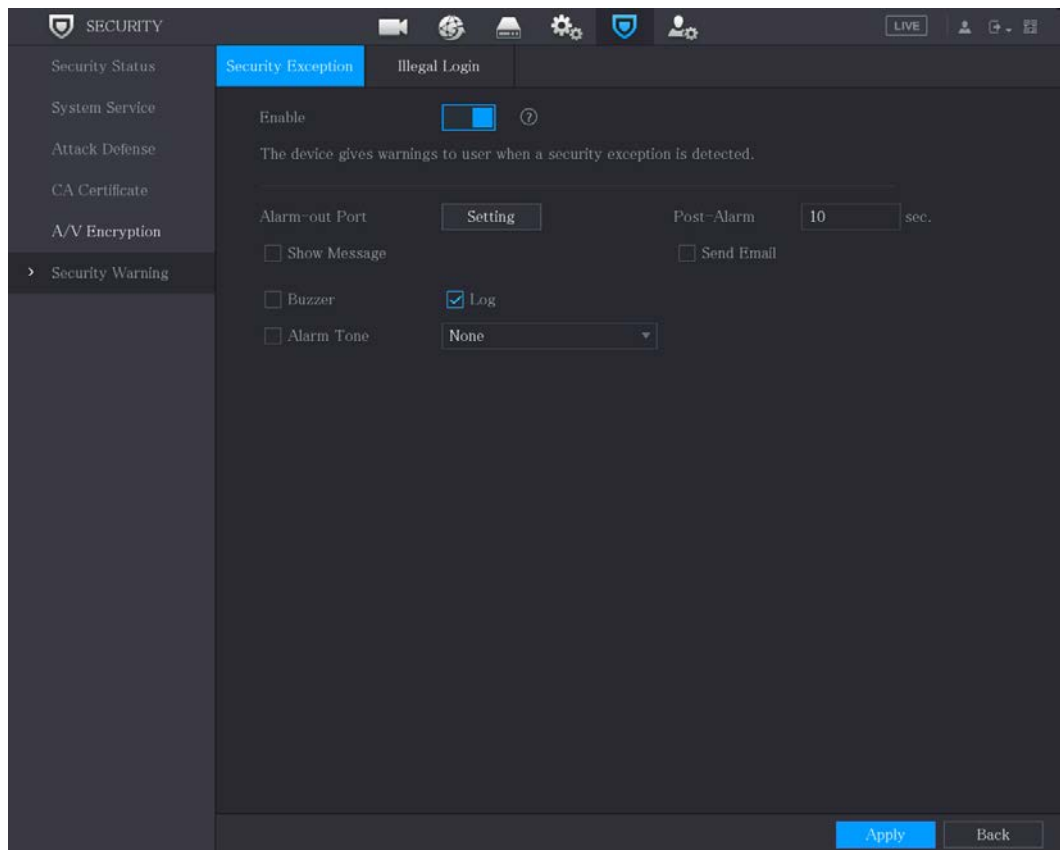 SECURITY
LIVE
Security Status
System Service
Attack Defense
CA Certificate
A/V Encryption
Security Warning
Security Exception Illegal Login
Enable ?
The device gives warnings to user when a security exception is detected.
Alarm-out Port Setting Post-Alarm 10 sec.
Show Message Send Email
Buzzer Log
Alarm Tone None
Apply Back